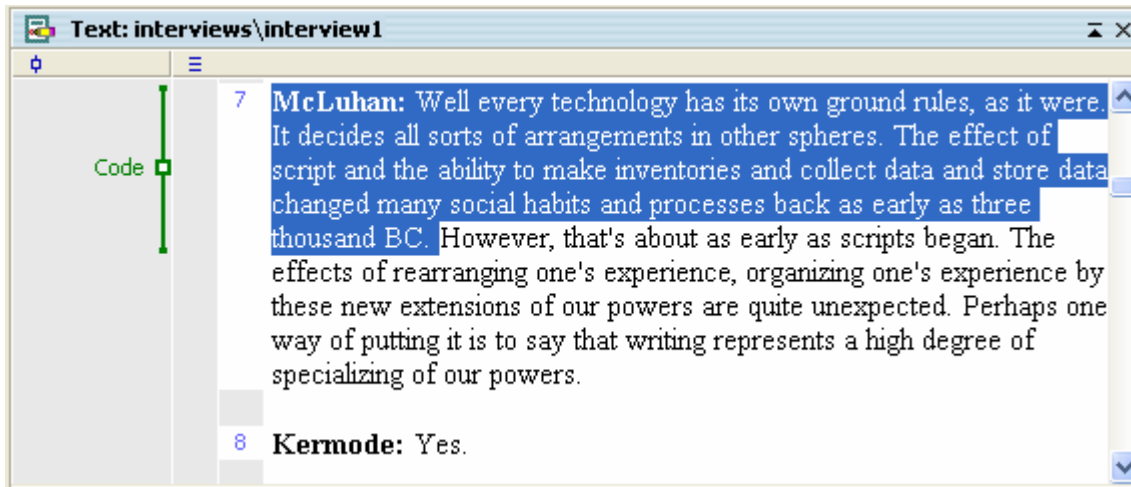 Text: interviews\interview1
7 McLuhan: Well every technology has its own ground rules, as it were.
It decides all sorts of arrangements in other spheres. The effect of
Code script and the ability to make inventories and collect data and store data
changed many social habits and processes back as early as three
thousand BC. However, that's about as early as scripts began. The
effects of rearranging one's experience, organizing one's experience by
these new extensions of our powers are quite unexpected. Perhaps one
way of putting it is to say that writing represents a high degree of
specializing of our powers.
8 Kermode: Yes.